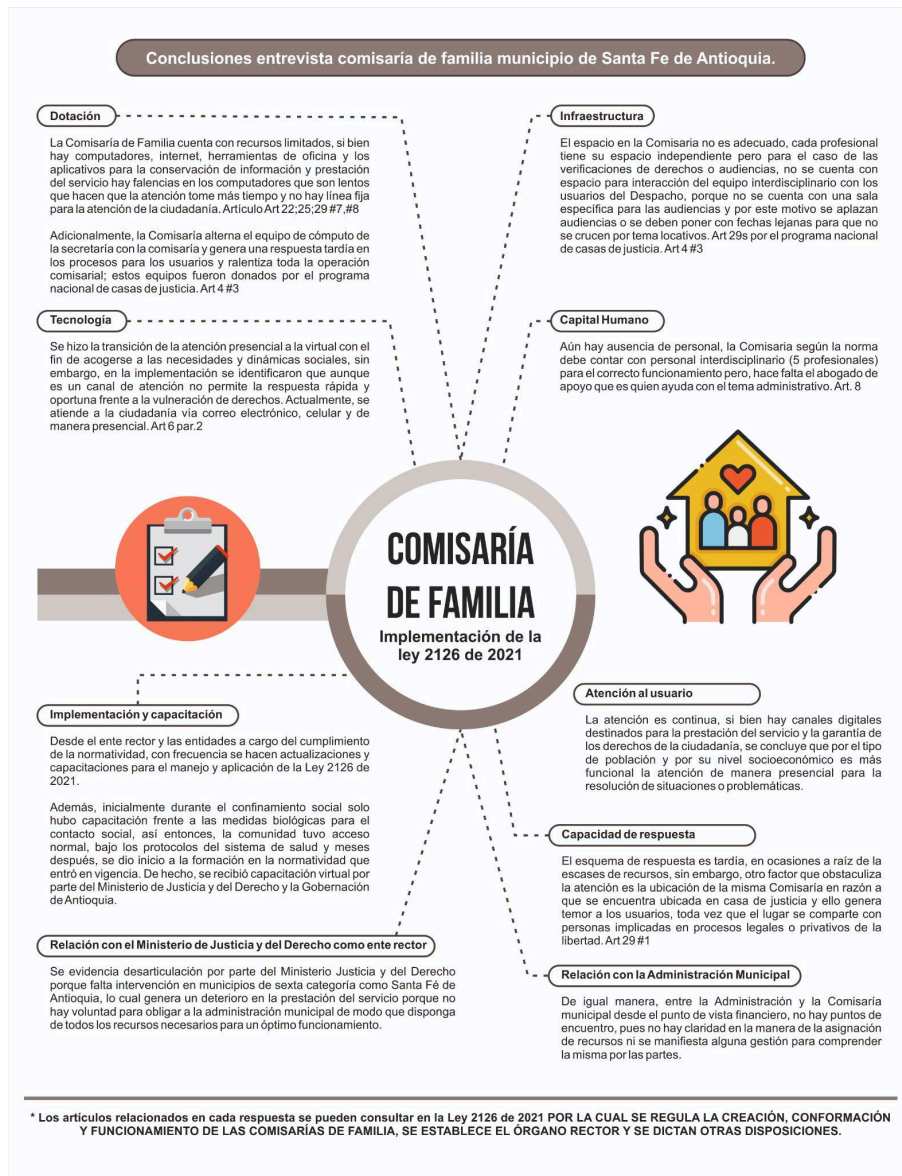 Conclusiones entrevista comisaría de familia municipio de Santa Fe de Antioquia.
Dotación
La Comisaría de Familia cuenta con recursos limitados, si bien
hay computadores, internet, herramientas de oficina y los
aplicativos para la conservación de información y prestación
del servicio hay falencias en los computadores que son lentos
que hacen que la atención tome más tiempo y no hay línea fija
para la atención de la ciudadanía. Artículo Art 22;25;29 #7,#8
Adicionalmente, la Comisaría alterna el equipo de cómputo de
la secretaría con la comisaría y genera una respuesta tardía en
los procesos para los usuarios y ralentiza toda la operación
comisarial; estos equipos fueron donados por el programa
nacional de casas de justicia. Art 4 #3
Infraestructura
El espacio en la Comisaria no es adecuado, cada profesional
tiene su espacio independiente pero para el caso de las
verificaciones de derechos o audiencias, no se cuenta con
espacio para interacción del equipo interdisciplinario con los
usuarios del Despacho, porque no se cuenta con una sala
específica para las audiencias y por este motivo se aplazan
audiencias o se deben poner con fechas lejanas para que no
se crucen por tema locativos. Art 29s por el programa nacional
de casas de justicia. Art 4 #3
Tecnología
Se hizo la transición de la atención presencial a la virtual con el
fin de acogerse a las necesidades y dinámicas sociales, sin
embargo, en la implementación se identificaron que aunque
es un canal de atención no permite la respuesta rápida y
oportuna frente a la vulneración de derechos. Actualmente, se
atiende a la ciudadanía vía correo electrónico, celular y de
manera presencial. Art 6 par.2
Capital Humano
Aún hay ausencia de personal, la Comisaria según la norma
debe contar con personal interdisciplinario (5 profesionales)
para el correcto funcionamiento pero, hace falta el abogado de
apoyo que es quien ayuda con el tema administrativo. Art. 8
COMISARÍA
DE FAMILIA
Implementación de la
ley 2126 de 2021
Implementación y capacitación
Desde el ente rector y las entidades a cargo del cumplimiento
de la normatividad, con frecuencia se hacen actualizaciones y
capacitaciones para el manejo y aplicación de la Ley 2126 de
2021.
Además, inicialmente durante el confinamiento social solo
hubo capacitación frente a las medidas biológicas para el
contacto social, así entonces, la comunidad tuvo acceso
normal, bajo los protocolos del sistema de salud y meses
después, se dio inicio a la formación en la normatividad que
entró en vigencia. De hecho, se recibió capacitación virtual por
parte del Ministerio de Justicia y del Derecho y la Gobernación
de Antioquia.
Atención al usuario
La atención es continua, si bien hay canales digitales
destinados para la prestación del servicio y la garantía de
los derechos de la ciudadanía, se concluye que por el tipo
de población y por su nivel socioeconómico es más
funcional la atención de manera presencial para la
resolución de situaciones o problemáticas.
Capacidad de respuesta
El esquema de respuesta es tardía, en ocasiones a raíz de la
escases de recursos, sin embargo, otro factor que obstaculiza
la atención es la ubicación de la misma Comisaría en razón a
que se encuentra ubicada en casa de justicia y ello genera
temor a los usuarios, toda vez que el lugar se comparte con
personas implicadas en procesos legales o privativos de la
libertad. Art 29 #1
Relación con el Ministerio de Justicia y del Derecho como ente rector
Se evidencia desarticulación por parte del Ministerio Justicia y del Derecho
porque falta intervención en municipios de sexta categoría como Santa Fé de
Antioquia, lo cual genera un deterioro en la prestación del servicio porque no
hay voluntad para obligar a la administración municipal de modo que disponga
de todos los recursos necesarios para un óptimo funcionamiento.
Relación con la Administración Municipal
De igual manera, entre la Administración y la Comisaría
municipal desde el punto de vista financiero, no hay puntos de
encuentro, pues no hay claridad en la manera de la asignación
de recursos ni se manifiesta alguna gestión para comprender
la misma por las partes.
* Los artículos relacionados en cada respuesta se pueden consultar en la Ley 2126 de 2021 POR LA CUAL SE REGULA LA CREACIÓN, CONFORMACIÓN
Y FUNCIONAMIENTO DE LAS COMISARÍAS DE FAMILIA, SE ESTABLECE EL ÓRGANO RECTOR Y SE DICTAN OTRAS DISPOSICIONES.